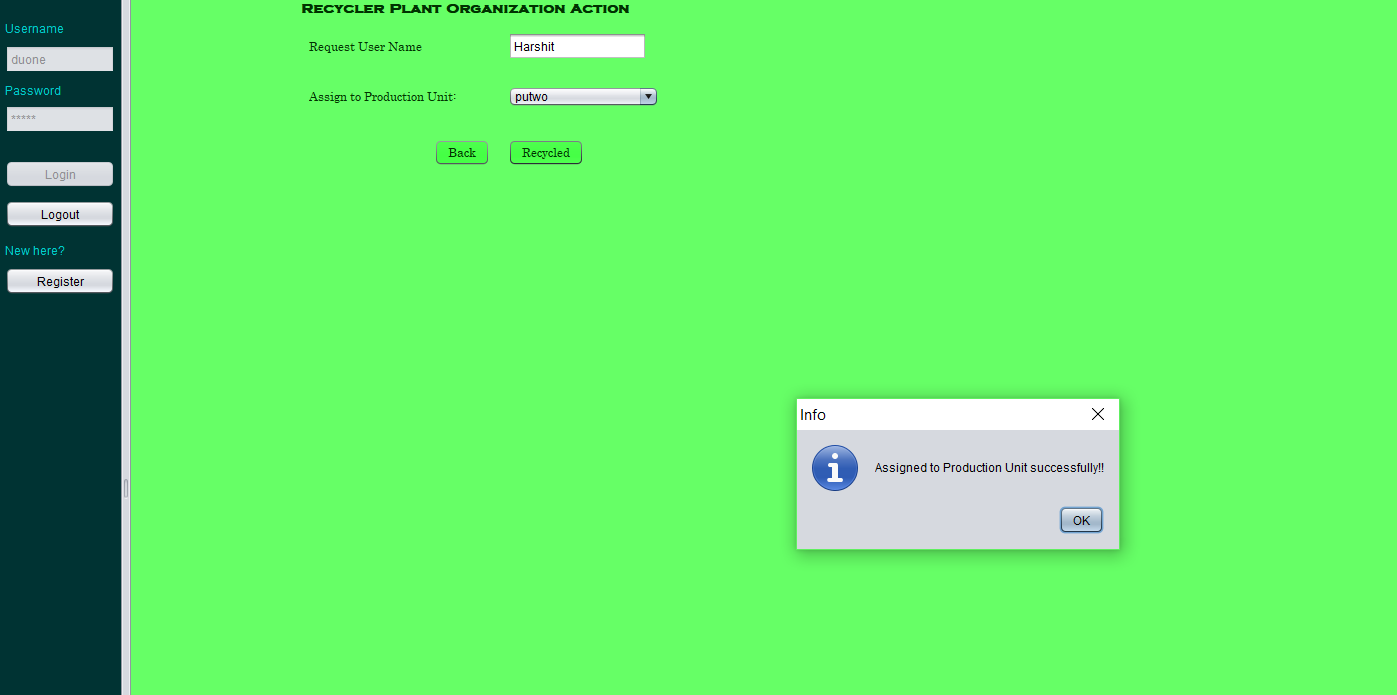 Username
duone
Password
*****
Login
Logout
New here?
Register
Recycler Plant Organization Action
Request User Name
Harshit
Assign to Production Unit:
putwo
Back
Recycled
Info
Assigned to Production Unit successfully!!
OK